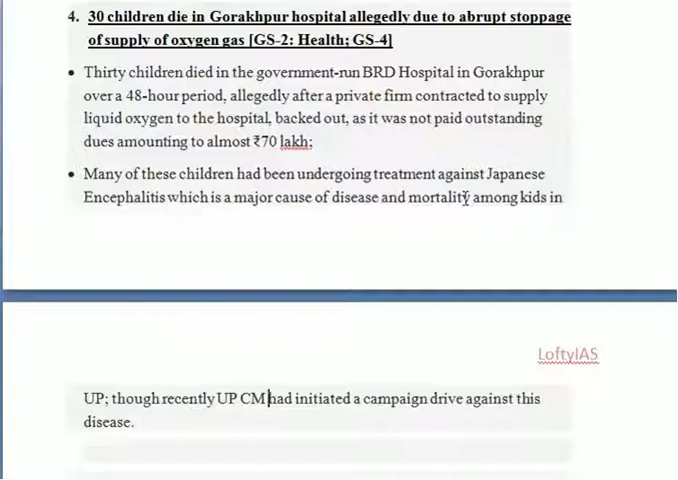 4. 30 children die in Gorakhpur hospital allegedly due to abrupt stoppage
of supply of oxygen gas [GS-2: Health; GS-4]
• Thirty children died in the government-run BRD Hospital in Gorakhpur
over a 48-hour period, allegedly after a private firm contracted to supply
liquid oxygen to the hospital, backed out, as it was not paid outstanding
dues amounting to almost ₹70 lakh;
• Many of these children had been undergoing treatment against Japanese
Encephalitis which is a major cause of disease and mortality among kids in
LoftyIAS
UP; though recently UP CM had initiated a campaign drive against this
disease.